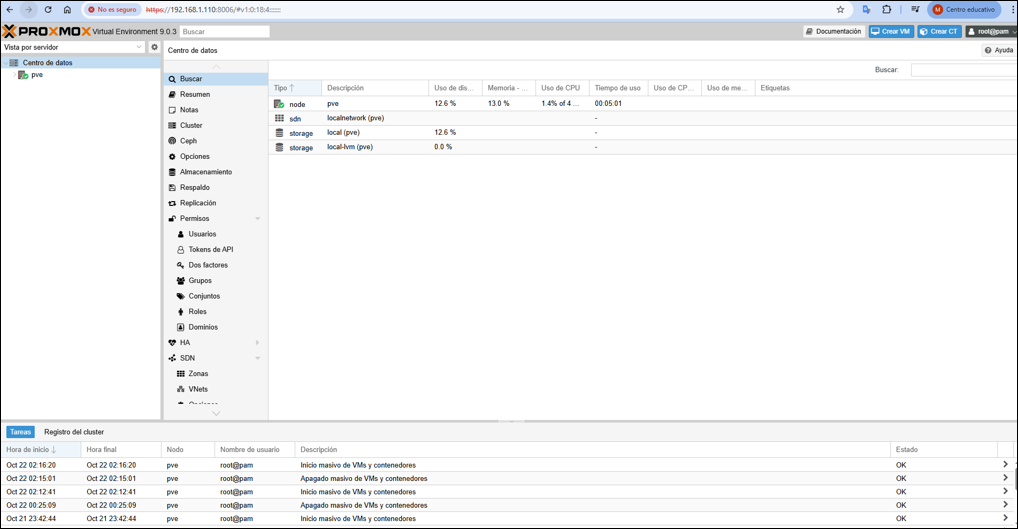 No es seguro https://192.168.1.110:8006/#v1:0:18:4:::::: Centro educativo
PROXMOX Virtual Environment 9.0.3 Buscar Documentación Crear VM Crear CT root@pam
Vista por servidor Centro de datos Ayuda
Centro de datos
pve
Buscar:
Buscar
Resumen
Notas
Cluster
Ceph
Opciones
Almacenamiento
Respaldo
Replicación
Permisos
Usuarios
Tokens de API
Dos factores
Grupos
Conjuntos
Roles
Dominios
HA
SDN
Zonas
VNets
Opciones
Tipo Descripción Uso de dis... Memoria - ... Uso de CPU Tiempo de uso Uso de CP... Uso de me... Etiquetas
node pve 12.6 % 13.0 % 1.4% of 4 ... 00:05:01
sdn localnetwork (pve) -
storage local (pve) 12.6 % -
storage local-lvm (pve) 0.0 % -
Tareas Registro del cluster
Hora de inicio Hora final Nodo Nombre de usuario Descripción Estado
Oct 22 02:16:20 Oct 22 02:16:20 pve root@pam Inicio masivo de VMs y contenedores OK
Oct 22 02:15:01 Oct 22 02:15:01 pve root@pam Apagado masivo de VMs y contenedores OK
Oct 22 02:12:41 Oct 22 02:12:41 pve root@pam Inicio masivo de VMs y contenedores OK
Oct 22 00:25:09 Oct 22 00:25:09 pve root@pam Apagado masivo de VMs y contenedores OK
Oct 21 23:42:44 Oct 21 23:42:44 pve root@pam Inicio masivo de VMs y contenedores OK